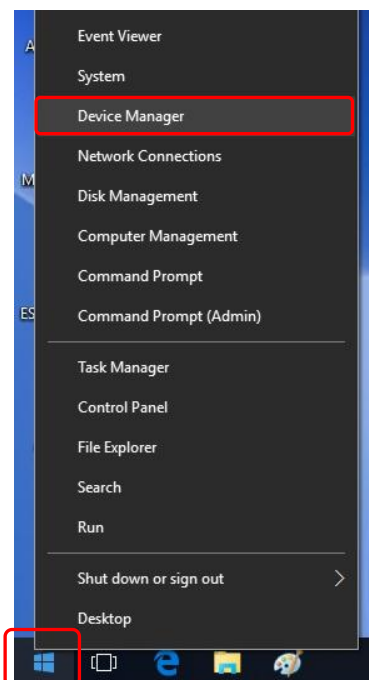 A
Event Viewer
System
Device Manager
Network Connections
M
Disk Management
Computer Management
Command Prompt
ES
Command Prompt (Admin)
Task Manager
Control Panel
File Explorer
Search
Run
Shut down or sign out
Desktop